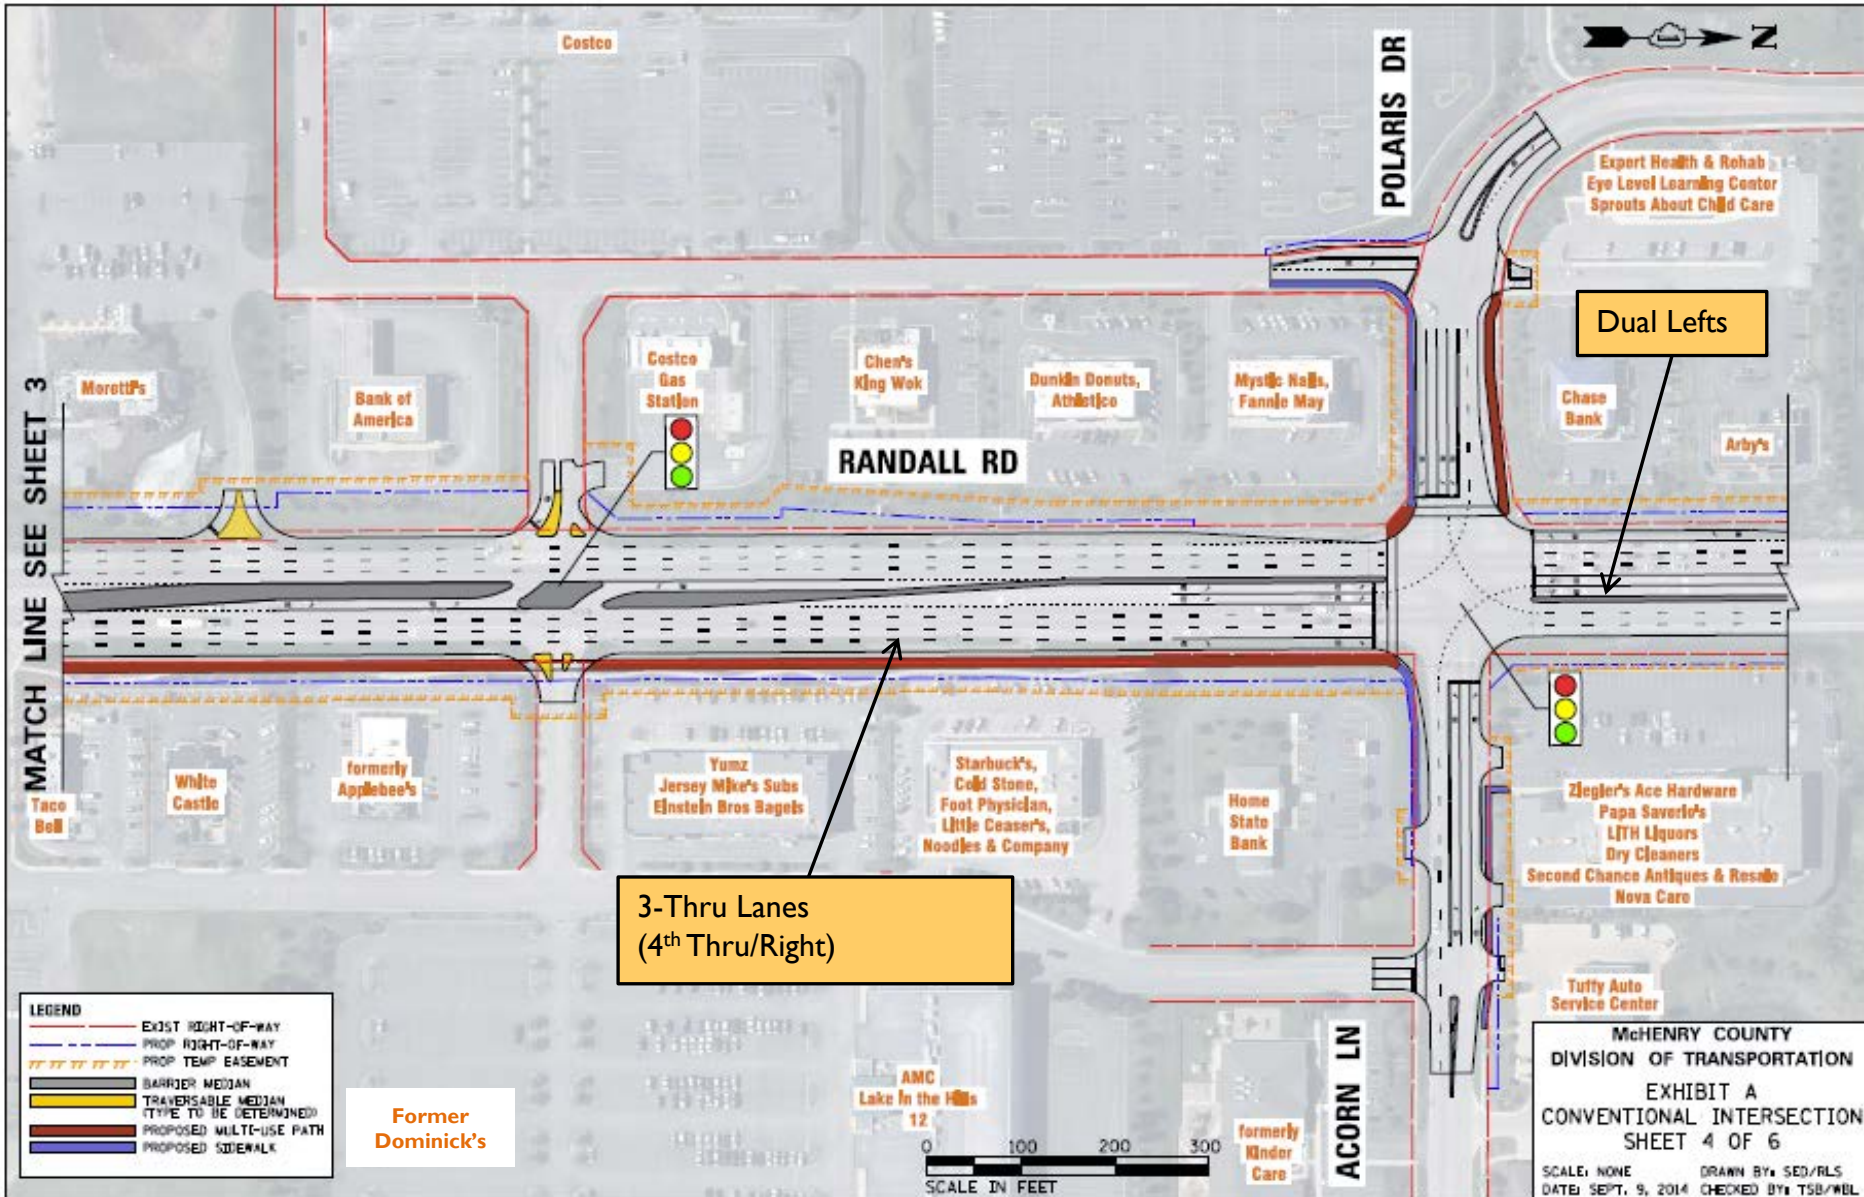 Costco
POLARIS DR
N
Expert Health & Rehab
Eye Level Learning Center
Sprouts About Child Care
Dual Lefts
MATCH LINE SEE SHEET 3
Moretti's
Bank of
America
Costco
Gas
Station
Chen's
King Wok
Dunkin Donuts,
Athletico
Mystic Nails,
Fannie May
Chase
Bank
Arby's
RANDALL RD
Taco
Bell
White
Castle
formerly
Applebee's
Yumz
Jersey Mike's Subs
Einstein Bros Bagels
Starbuck's,
Cold Stone,
Foot Physician,
Little Ceaser's,
Noodles & Company
Home
State
Bank
Ziegler's Ace Hardware
Papa Saverio's
LITH Liquors
Dry Cleaners
Second Chance Antiques & Resale
Nova Care
3-Thru Lanes
(4th Thru/Right)
Tuffy Auto
Service Center
LEGEND
EXIST RIGHT-OF-WAY
PROP RIGHT-OF-WAY
PROP TEMP EASEMENT
BARRIER MEDIAN
TRAVERSABLE MEDIAN
(TYPE TO BE DETERMINED)
PROPOSED MULTI-USE PATH
PROPOSED SIDEWALK
Former
Dominick's
AMC
Lake In the Hills
12
formerly
Kinder
Care
ACORN LN
0 100 200 300
SCALE IN FEET
McHENRY COUNTY
DIVISION OF TRANSPORTATION
EXHIBIT A
CONVENTIONAL INTERSECTION
SHEET 4 OF 6
SCALE: NONE DRAWN BY: SED/RLS
DATE: SEPT. 9, 2014 CHECKED BY: TSB/WBL